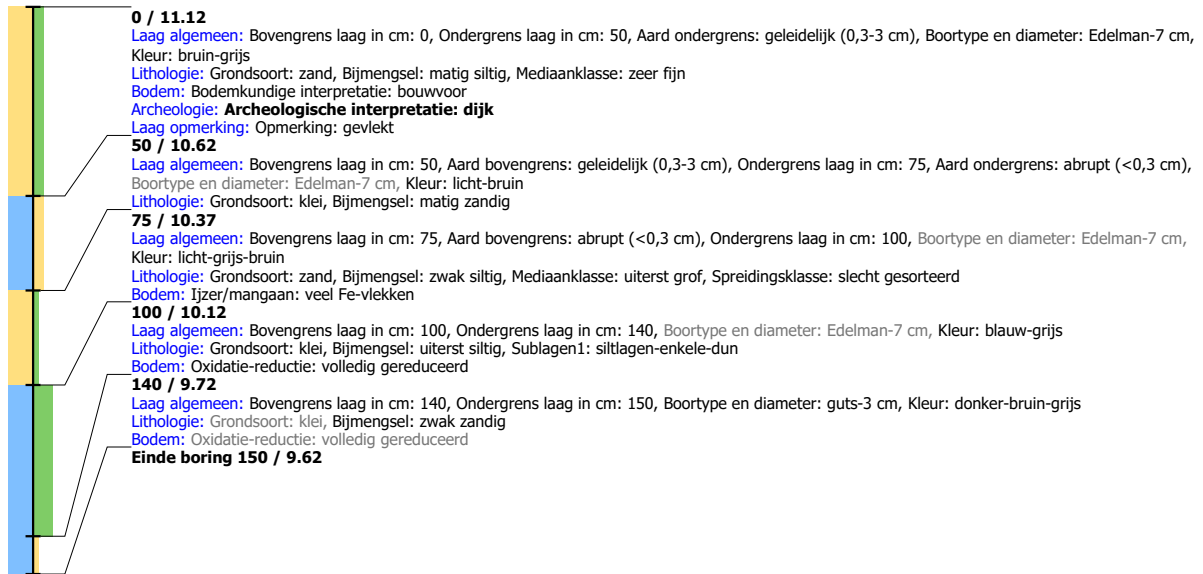 0 / 11.12
Laag algemeen: Bovengrens laag in cm: 0, Ondergrens laag in cm: 50, Aard ondergrens: geleidelijk (0,3-3 cm), Boortype en diameter: Edelman-7 cm,
Kleur: bruin-grijs
Lithologie: Grondsoort: zand, Bijmengsel: matig siltig, Mediaanklasse: zeer fijn
Bodem: Bodemkundige interpretatie: bouwvoor
Archeologie: Archeologische interpretatie: dijk
Laag opmerking: Opmerking: gevlekt
50 / 10.62
Laag algemeen: Bovengrens laag in cm: 50, Aard bovengrens: geleidelijk (0,3-3 cm), Ondergrens laag in cm: 75, Aard ondergrens: abrupt (<0,3 cm),
Boortype en diameter: Edelman-7 cm, Kleur: licht-bruin
Lithologie: Grondsoort: klei, Bijmengsel: matig zandig
75 / 10.37
Laag algemeen: Bovengrens laag in cm: 75, Aard bovengrens: abrupt (<0,3 cm), Ondergrens laag in cm: 100, Boortype en diameter: Edelman-7 cm,
Kleur: licht-grijs-bruin
Lithologie: Grondsoort: zand, Bijmengsel: zwak siltig, Mediaanklasse: uiterst grof, Spreidingsklasse: slecht gesorteerd
Bodem: Ijzer/mangaan: veel Fe-vlekken
100 / 10.12
Laag algemeen: Bovengrens laag in cm: 100, Ondergrens laag in cm: 140, Boortype en diameter: Edelman-7 cm, Kleur: blauw-grijs
Lithologie: Grondsoort: klei, Bijmengsel: uiterst siltig, Sublagen1: siltlagen-enkele-dun
Bodem: Oxidatie-reductie: volledig gereduceerd
140 / 9.72
Laag algemeen: Bovengrens laag in cm: 140, Ondergrens laag in cm: 150, Boortype en diameter: guts-3 cm, Kleur: donker-bruin-grijs
Lithologie: Grondsoort: klei, Bijmengsel: zwak zandig
Bodem: Oxidatie-reductie: volledig gereduceerd
Einde boring 150 / 9.62